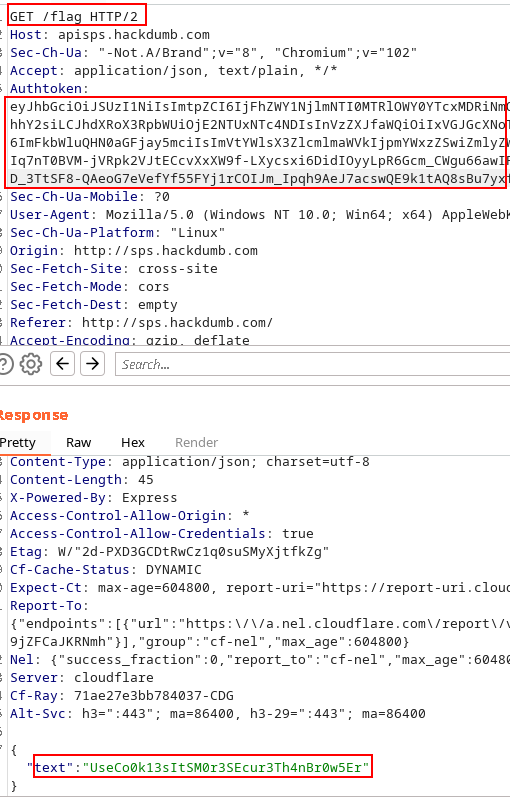 GET /flag HTTP/2
Host: apisps.hackdumb.com
Sec-Ch-Ua: "-Not.A/Brand";v="8", "Chromium";v="102"
Accept: application/json, text/plain, */*
Authtoken:
eyJhbGciOiJSUzI1NiIsImtpZCI6IjFhZWY1NjlmNTI0MTRlOWY0YTcxMDRiNm
hhY2siLCJhdXRoX3RpbWUiOjE2NTUxNTc4NDIsInVzZXJfaWQiOiIxVGJGcXNo
6ImFkbWluQHN0aGFjay5mciIsImVtYWlsX3ZlcmlmaWVkIjpmYWxzZSwiZmlyZ
Iq7nT0BVM-jVRpk2VJtECcvXxXW9f-LXycsxi6DidIOyyLpR6Gcm_CWgu66awI
D_3TtSF8-QAeoG7eVefYf55FYj1rCOIJm_Ipqh9AeJ7acswQE9k1tAQ8sBu7yx
Sec-Ch-Ua-Mobile: ?0
User-Agent: Mozilla/5.0 (Windows NT 10.0; Win64; x64)
Sec-Ch-Ua-Platform: "Linux"
Origin: http://sps.hackdumb.com
Sec-Fetch-Site: cross-site
Sec-Fetch-Mode: cors
Sec-Fetch-Dest: empty
Referer: http://sps.hackdumb.com/
Accept-Encoding: gzip, deflate
Search...
Response
Pretty Raw Hex Render
Content-Type: application/json; charset=utf-8
Content-Length: 45
X-Powered-By: Express
Access-Control-Allow-Origin: *
Access-Control-Allow-Credentials: true
Etag: W/"2d-PXD3GCDtRwCz1q0suSMyXjtfkZg"
Cf-Cache-Status: DYNAMIC
Expect-Ct: max-age=604800, report-uri="https://report-uri.clou
Report-To:
{"endpoints":[{"url":"https:\/\/a.nel.cloudflare.com\/report\/v
9jZFCaJKRNmh"}],"group":"cf-nel","max_age":604800}
Nel: {"success_fraction":0,"report_to":"cf-nel","max_age":60480
Server: cloudflare
Cf-Ray: 71ae27e3bb784037-CDG
Alt-Svc: h3=":443"; ma=86400, h3-29=":443"; ma=86400
{
"text":"UseCo0k13sItSM0r3SEcur3Th4nBr0w5Er"
}